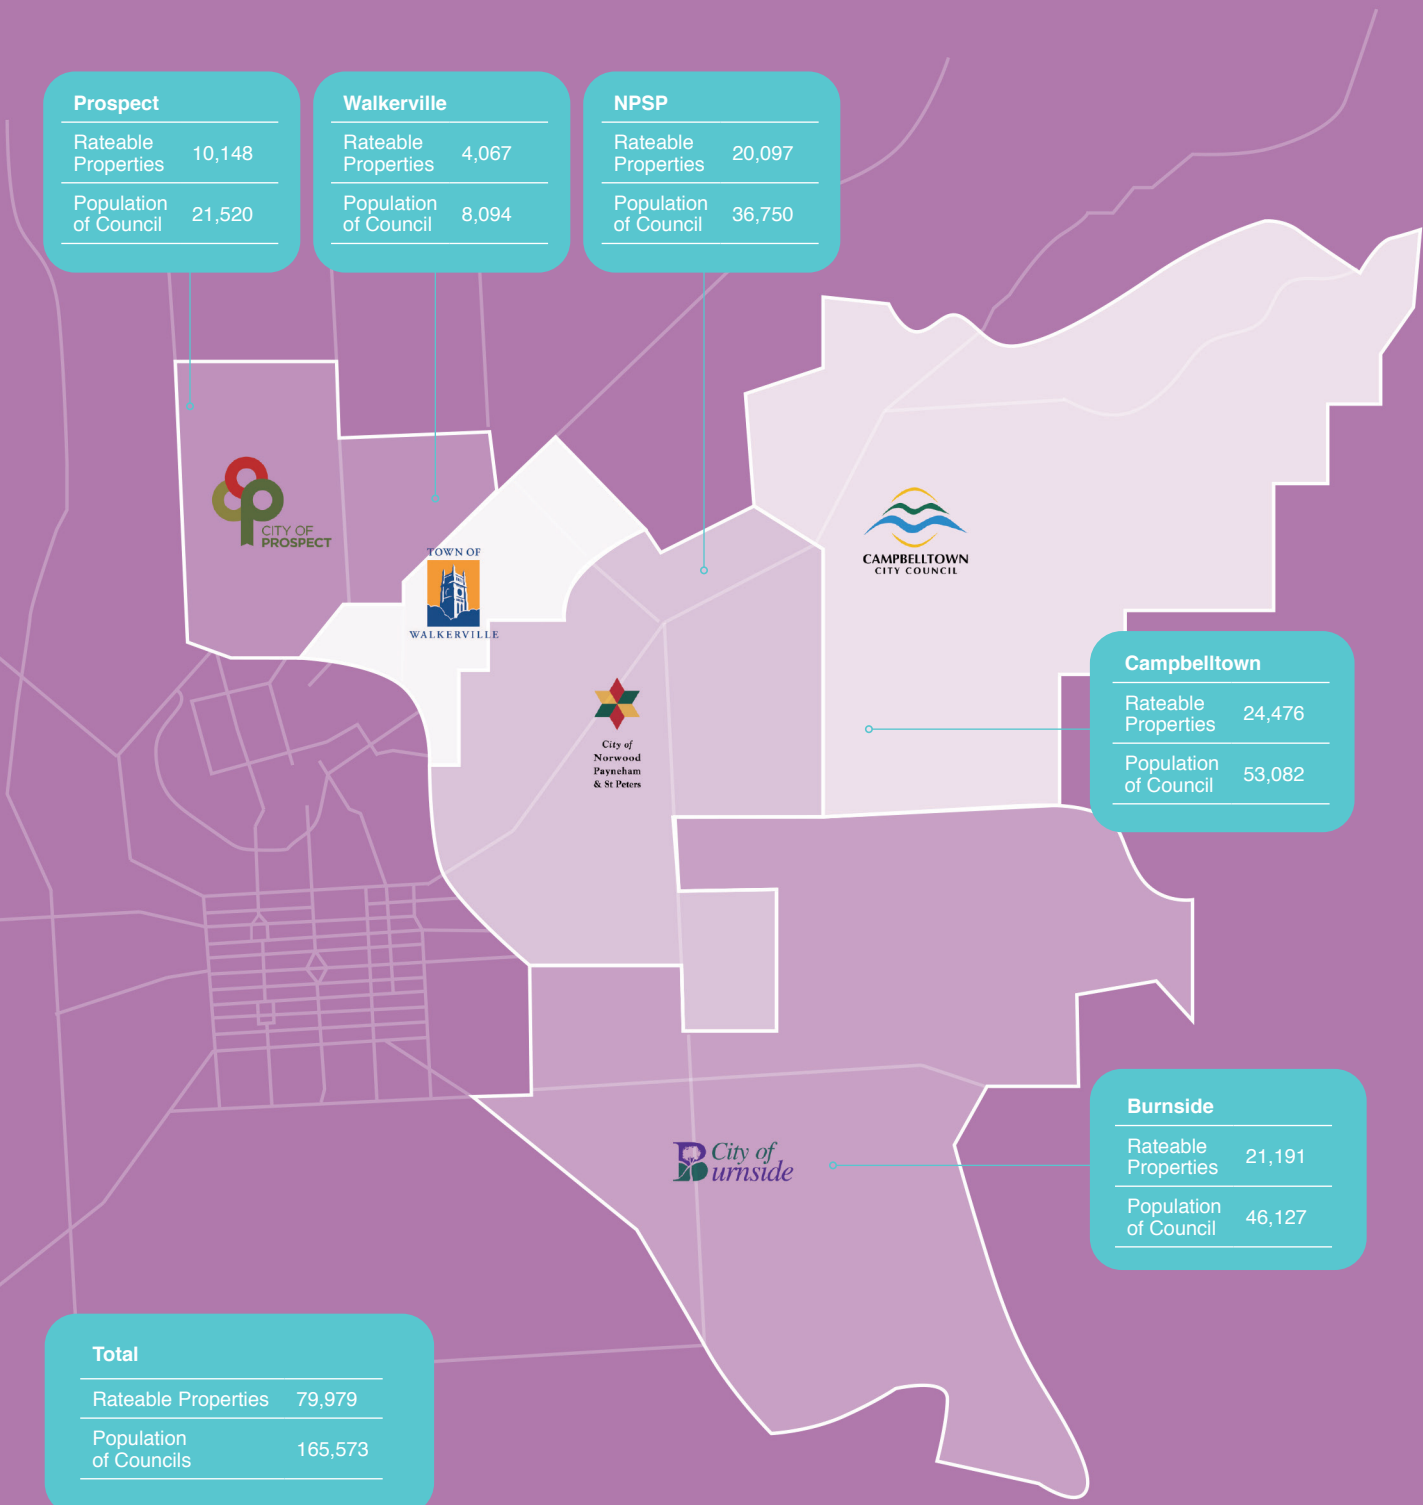 Prospect
Rateable
Properties 10,148
Population
of Council 21,520
Walkerville
Rateable
Properties 4,067
Population
of Council 8,094
NPSP
Rateable
Properties 20,097
Population
of Council 36,750
CITY OF
PROSPECT
TOWN OF
WALKERVILLE
CAMPBELLTOWN
CITY COUNCIL
City of
Norwood
Payneham
& St Peters
Campbelltown
Rateable
Properties 24,476
Population
of Council 53,082
City of
Burnside
Burnside
Rateable
Properties 21,191
Population
of Council 46,127
Total
Rateable Properties 79,979
Population
of Councils 165,573